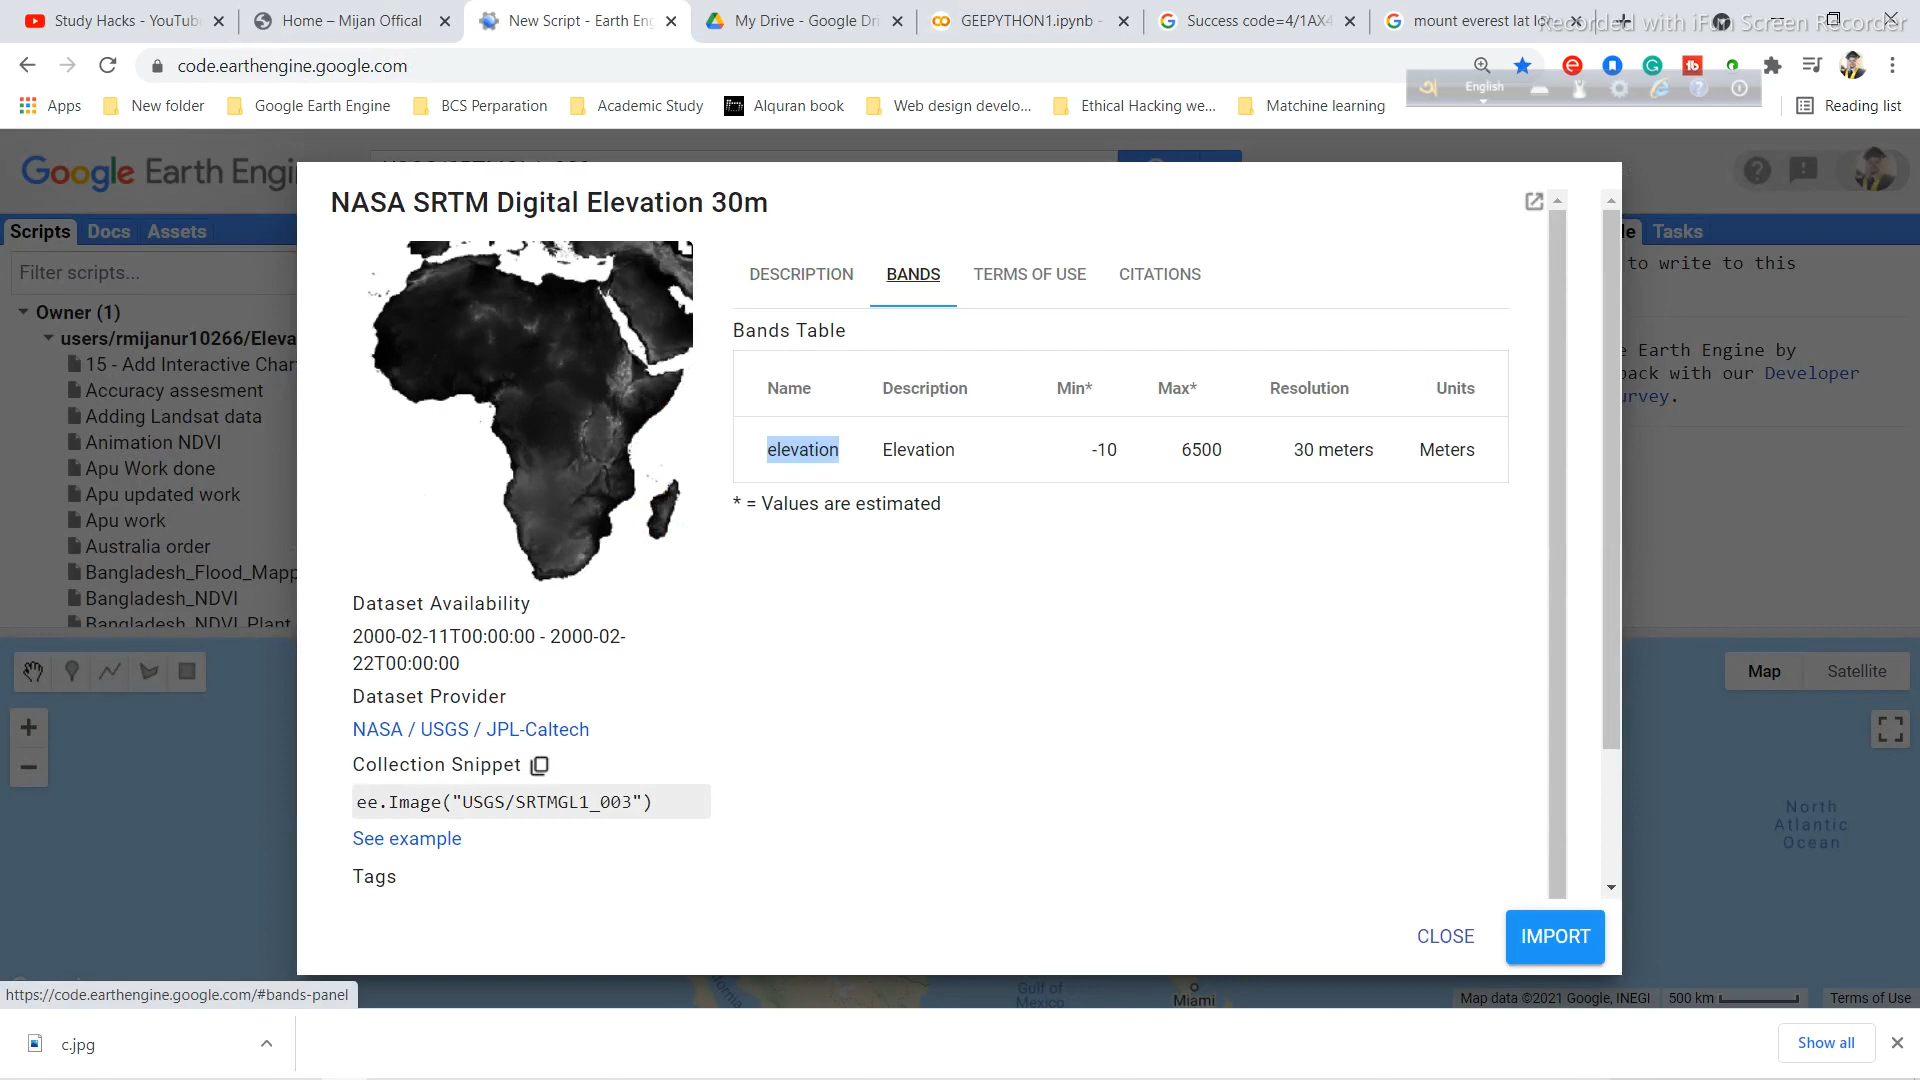 Study Hacks - YouTub
Home – Mijan Offical
New Script - Earth Eng
My Drive - Google Dri
GEEPYTHON1.ipynb -
Success code=4/1AX4
mount everest lat lo
Recorded with iFun Screen Recorder
code.earthengine.google.com
English
Apps
New folder
Google Earth Engine
BCS Perparation
Academic Study
Alquran book
Web design develo...
Ethical Hacking we...
Matchine learning
Reading list
Google Earth Engi
NASA SRTM Digital Elevation 30m
Scripts
Docs
Assets
Tasks
Filter scripts...
to write to this
Owner (1)
users/rmijanur10266/Eleva
15 - Add Interactive Char
Accuracy assesment
Adding Landsat data
Animation NDVI
Apu Work done
Apu updated work
Apu work
Australia order
Bangladesh_Flood_Mapp
Bangladesh_NDVI
Bangladesh_NDVI_Plant
e Earth Engine by
back with our Developer
urvey.
DESCRIPTION
BANDS
TERMS OF USE
CITATIONS
Bands Table
Name Description Min* Max* Resolution Units
elevation Elevation -10 6500 30 meters Meters
* = Values are estimated
Dataset Availability
2000-02-11T00:00:00 - 2000-02-
22T00:00:00
Dataset Provider
NASA / USGS / JPL-Caltech
Collection Snippet
ee.Image("USGS/SRTMGL1_003")
See example
Tags
CLOSE
IMPORT
Map
Satellite
North
Atlantic
Ocean
Gulf of
Mexico
Miami
https://code.earthengine.google.com/#bands-panel
Map data ©2021 Google, INEGI
500 km
Terms of Use
c.jpg
Show all